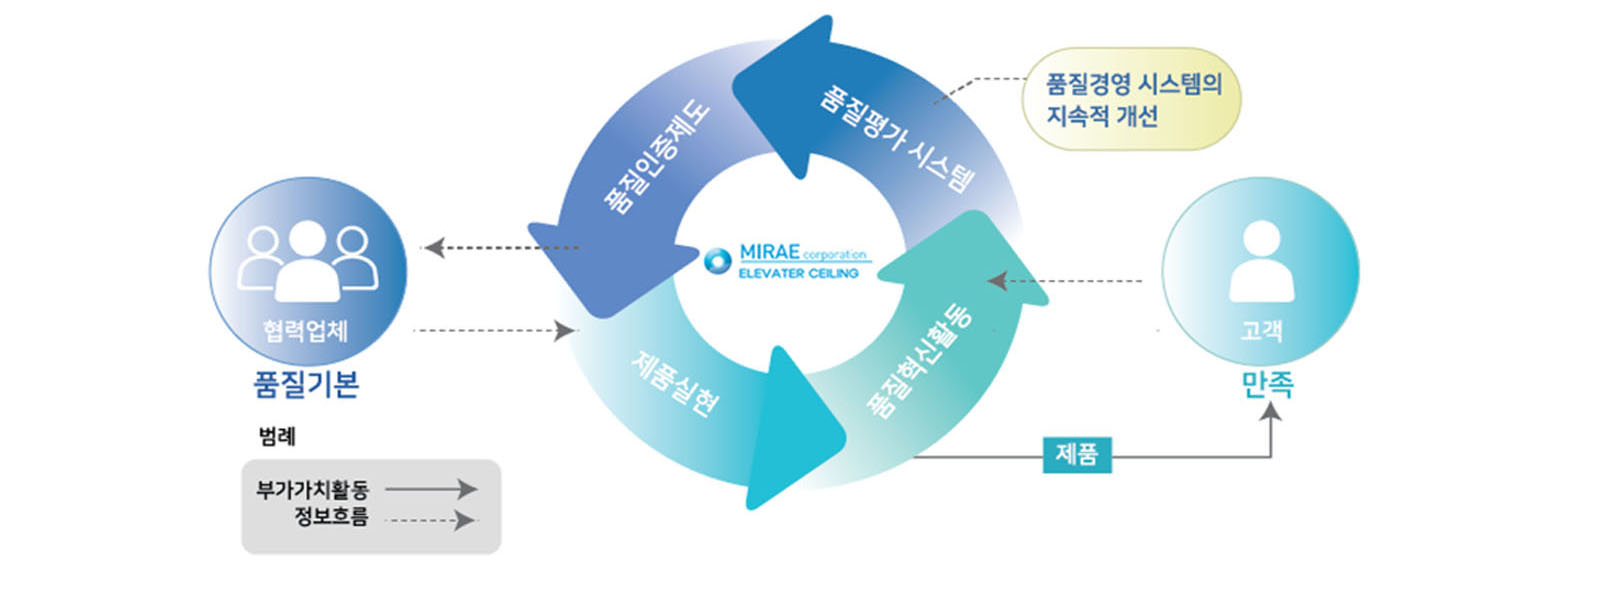 품질평가 시스템
품질경영 시스템의
지속적 개선
품질인증제도
MIRAE corporation
ELEVATER CEILING
협력업체
품질기본
고객
만족
제품실현
품질혁신활동
제품
범례
부가가치활동
정보흐름